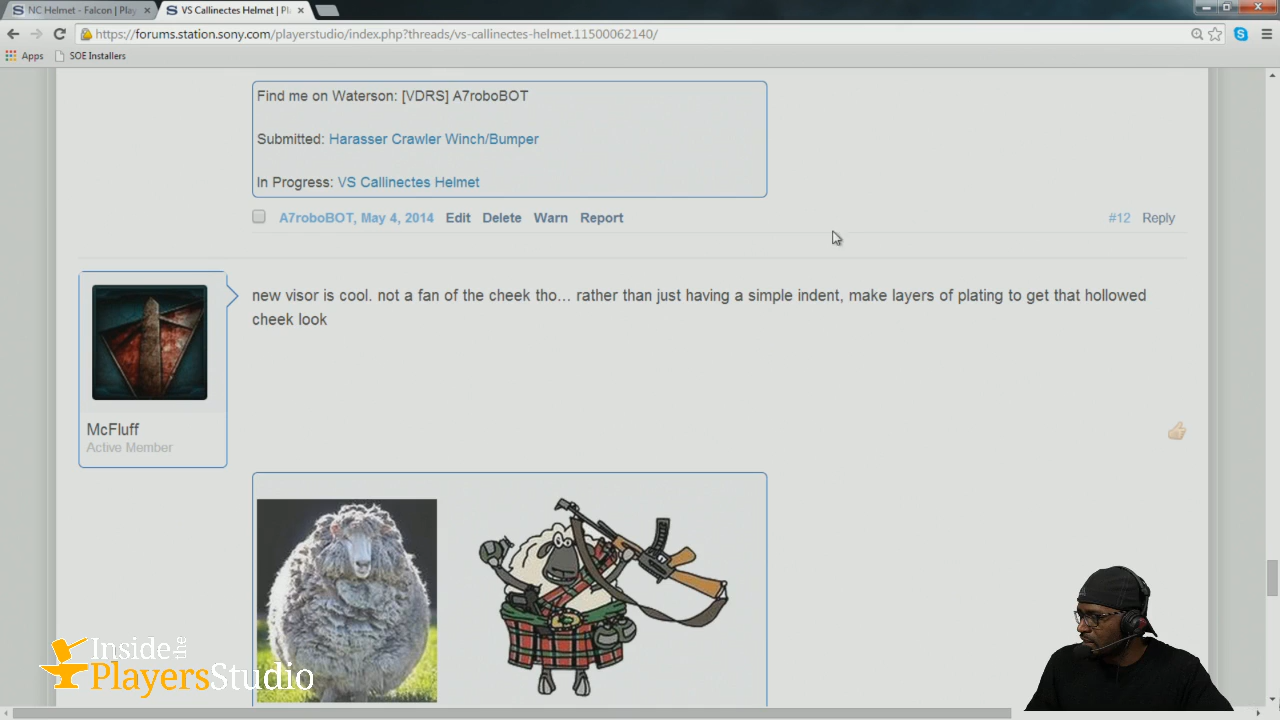 NC Helmet - Falcon | Play
VS Callinectes Helmet | Pl
https://forums.station.sony.com/playerstudio/index.php?threads/vs-callinectes-helmet.11500062140/
Apps SOE Installers
Find me on Waterson: [VDRS] A7roboBOT
Submitted: Harasser Crawler Winch/Bumper
In Progress: VS Callinectes Helmet
A7roboBOT, May 4, 2014 Edit Delete Warn Report #12 Reply
new visor is cool. not a fan of the cheek tho... rather than just having a simple indent, make layers of plating to get that hollowed
cheek look
McFluff
Active Member
Inside the
PlayersStudio